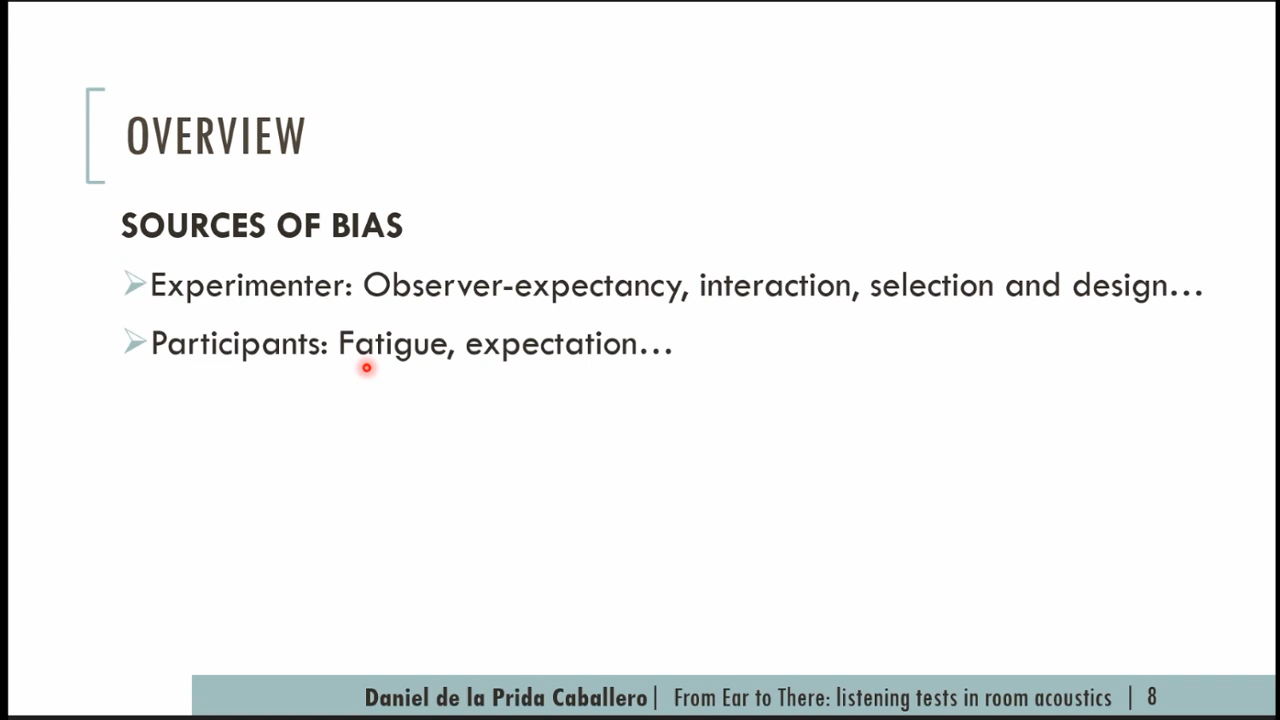 OVERVIEW
SOURCES OF BIAS
Experimenter: Observer-expectancy, interaction, selection and design…
Participants: Fatigue, expectation…
Daniel de la Prida Caballero| From Ear to There: listening tests in room acoustics | 8